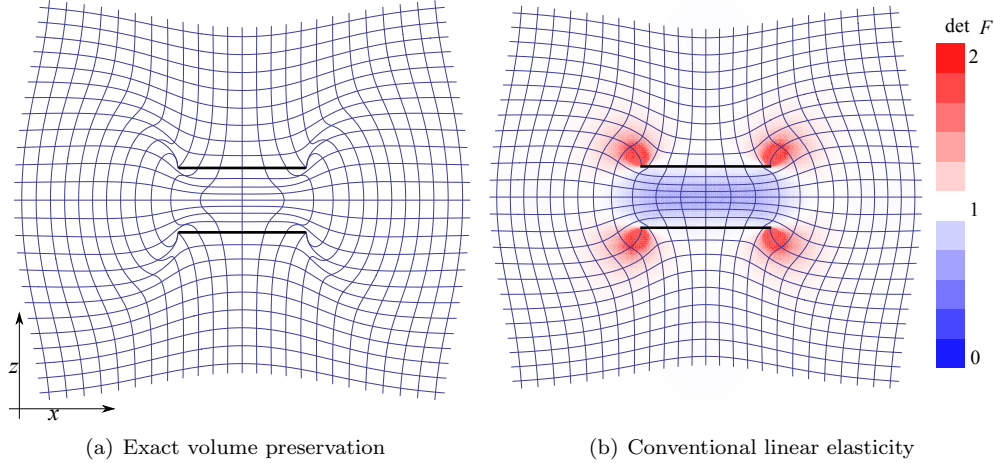 det F
2
1
0
z
x
(a) Exact volume preservation
(b) Conventional linear elasticity